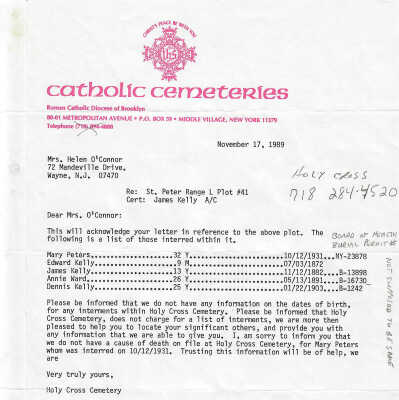 CHRIST'S PEACE BE WITH YOU
IHS
catholic cemeteries
Roman Catholic Diocese of Brooklyn
80-01 METROPOLITAN AVENUE • P.O. BOX 59 • MIDDLE VILLAGE, NEW YORK 11379
Telephone (718)
November 17, 1989
Mrs. Helen O'Connor
72 Mandeville Drive,
Wayne, N.J. 07470
HOLY CROSS
718 284-4520
Re: St. Peter Range L Plot #41
Cert: James Kelly A/C
Dear Mrs. O'Connor:
This will acknowledge your letter in reference to the above plot. The
following is a list of those interred within it.
BOARD OF HEALTH
BURIAL PERMIT #S
Mary Peters 32 Y 10/12/1931 NY-23878
Edward Kelly 9 M 07/03/1872
James Kelly 13 Y 11/12/1882 B-13898
Annie Ward 26 Y 05/13/1891 B-16730
Dennis Kelly 25 Y 01/22/1903 B-1242
NOT SUPPOSED TO BE SAME
Please be informed that we do not have any information on the dates of birth,
for any interments within Holy Cross Cemetery. Please be informed that Holy
Cross Cemetery, does not charge for a list of interments, we are more then
pleased to help you to locate your significant others, and provide you with
any information that we are able to give you. I, am sorry to inform you that
we do not have a cause of death on file at Holy Cross Cemetery, for Mary Peters
whom was interred on 10/12/1931. Trusting this information will be of help, we
are
Very truly yours,
Holy Cross Cemetery